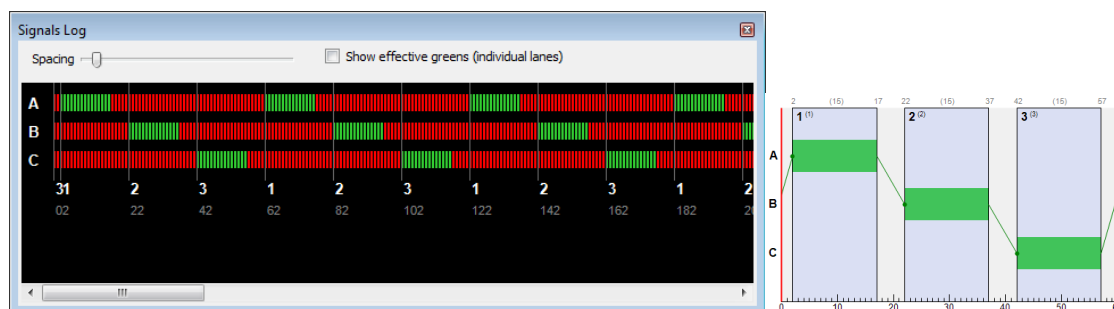 Signals Log
Spacing
Show effective greens (individual lanes)
A
B
C
31 2 3 1 2 3 1 2 3 1 2
02 22 42 62 82 102 122 142 162 182
2 (15) 17 22 (15) 37 42 (15) 57
1 (1) 2 (2) 3 (3)
A
B
C
0 10 20 30 40 50